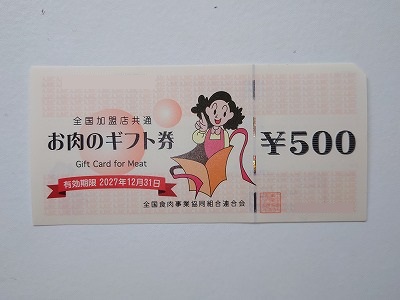 全国加盟店共通
お肉のギフト券
Gift Card for Meat
有効期限 2027年12月31日
全国食肉事業協同組合連合会
¥500